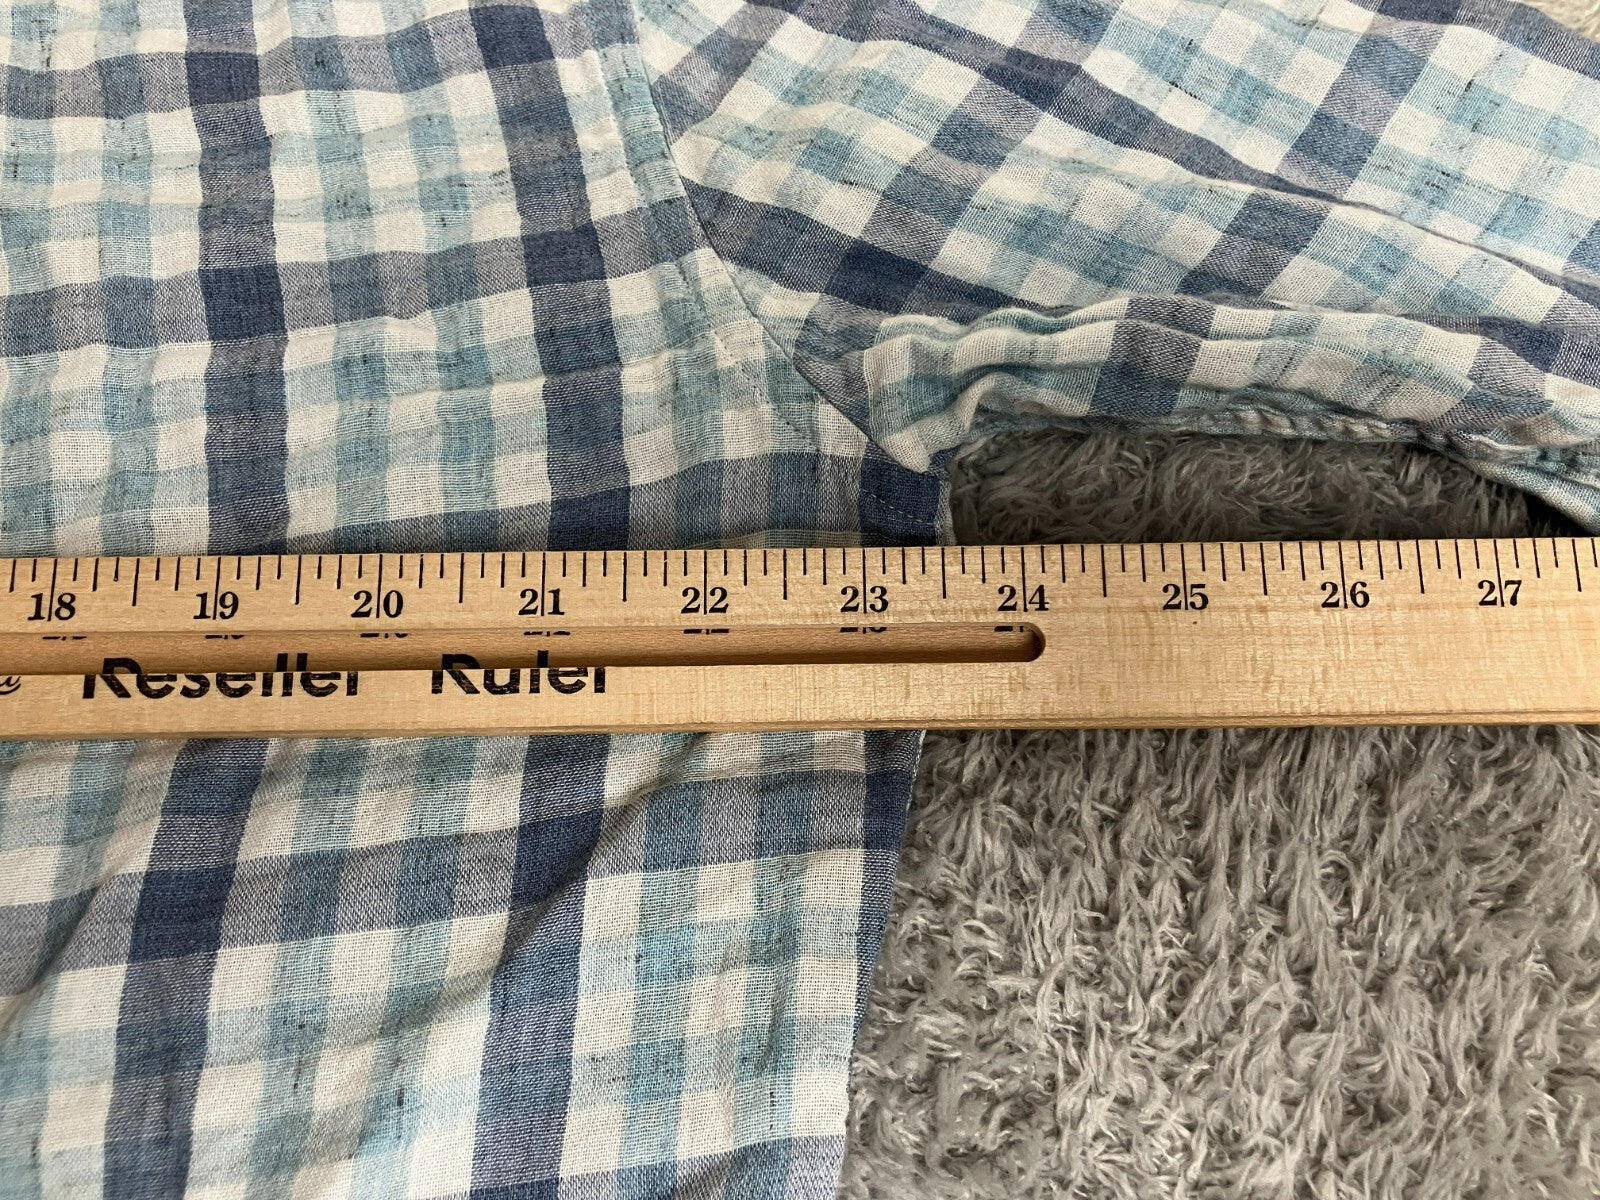 18 19 20 21 22 23 24 25 26 27
Reseller Ruler